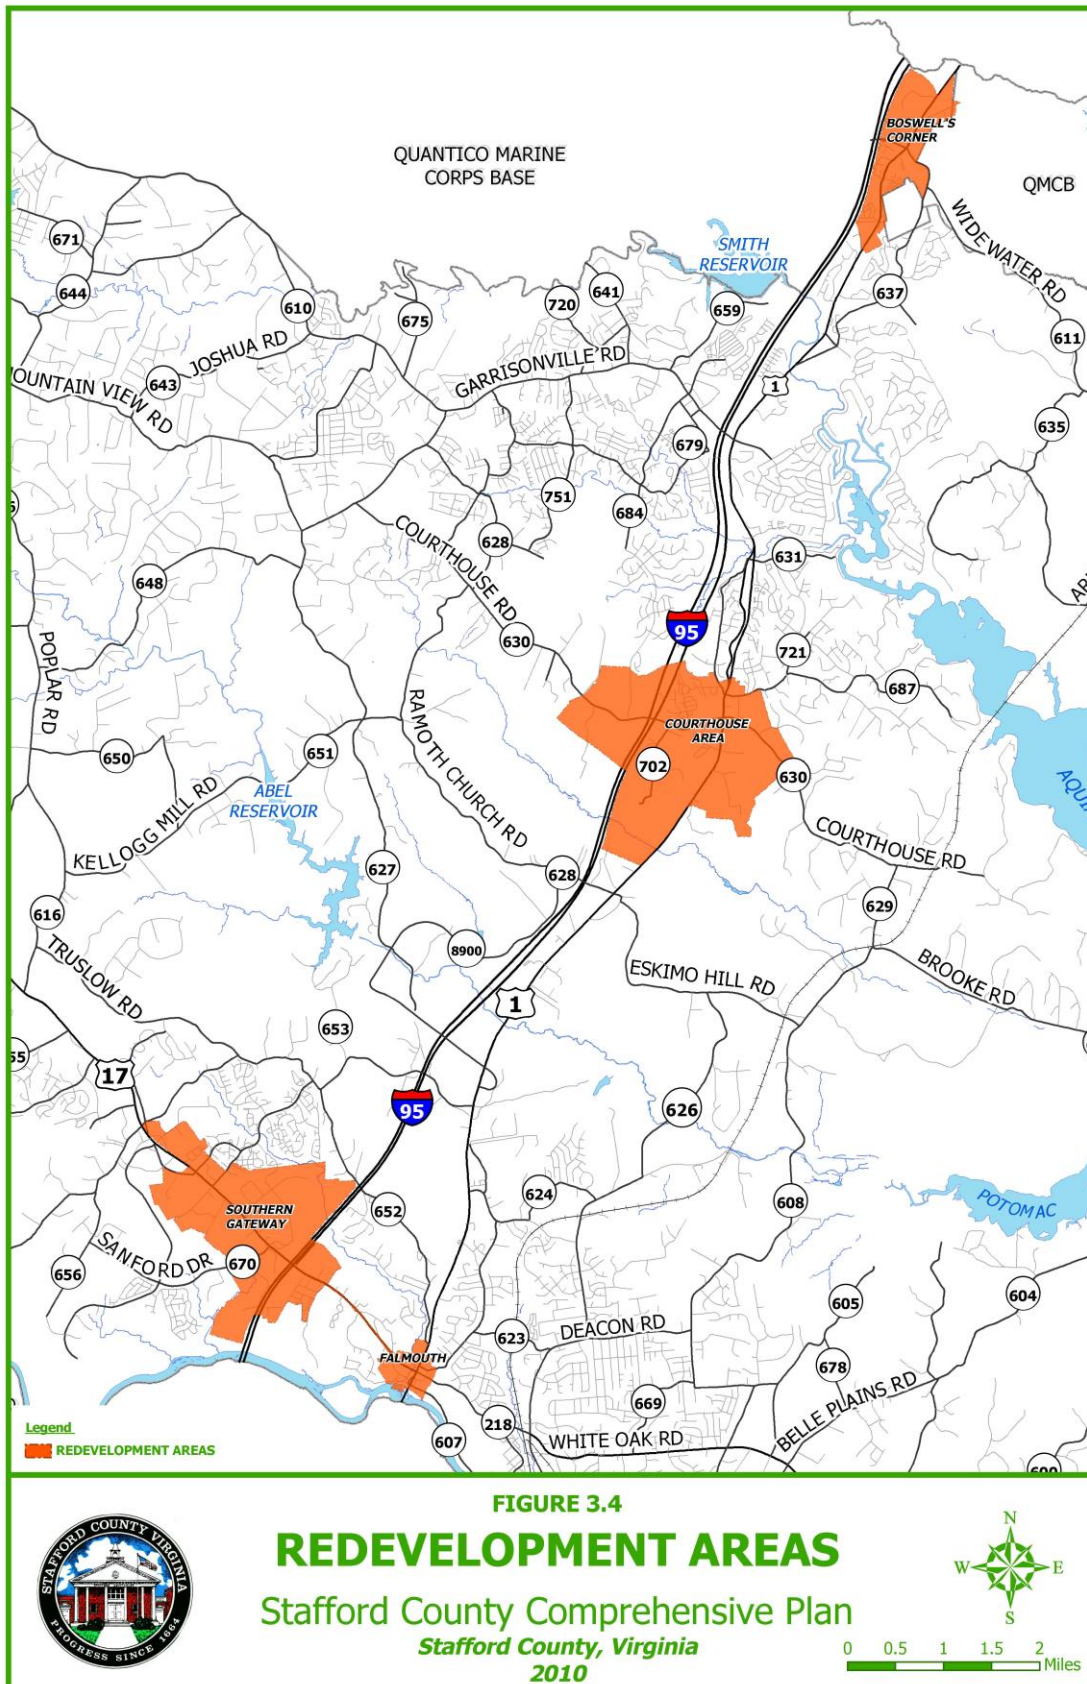 BOSWELL'S
CORNER
QUANTICO MARINE
CORPS BASE
QMCB
WIDEWATER RD
671
SMITH
RESERVOIR
644
610
675
720
641
659
637
611
JOSHUA RD
GARRISONVILLE RD
MOUNTAIN VIEW RD
643
1
635
679
751
684
628
COURTHOUSE RD
648
631
630
95
POPLAR RD
721
687
RAMOTH CHURCH RD
COURTHOUSE
AREA
650
651
702
630
ABEL
RESERVOIR
KELLOGG MILL RD
COURTHOUSE RD
627
628
616
629
8900
TRUSLOW RD
ESKIMO HILL RD
BROOKE RD
1
653
17
95
626
624
652
608
POTOMAC
SOUTHERN
GATEWAY
SANFORD DR
670
656
605
604
623
DEACON RD
FALMOUTH
678
669
BELLE PLAINS RD
218
607
WHITE OAK RD
Legend
REDEVELOPMENT AREAS
FIGURE 3.4
REDEVELOPMENT AREAS
Stafford County Comprehensive Plan
Stafford County, Virginia
2010
STAFFORD COUNTY VIRGINIA
PROGRESS SINCE 1664
N
W E
S
0 0.5 1 1.5 2
Miles